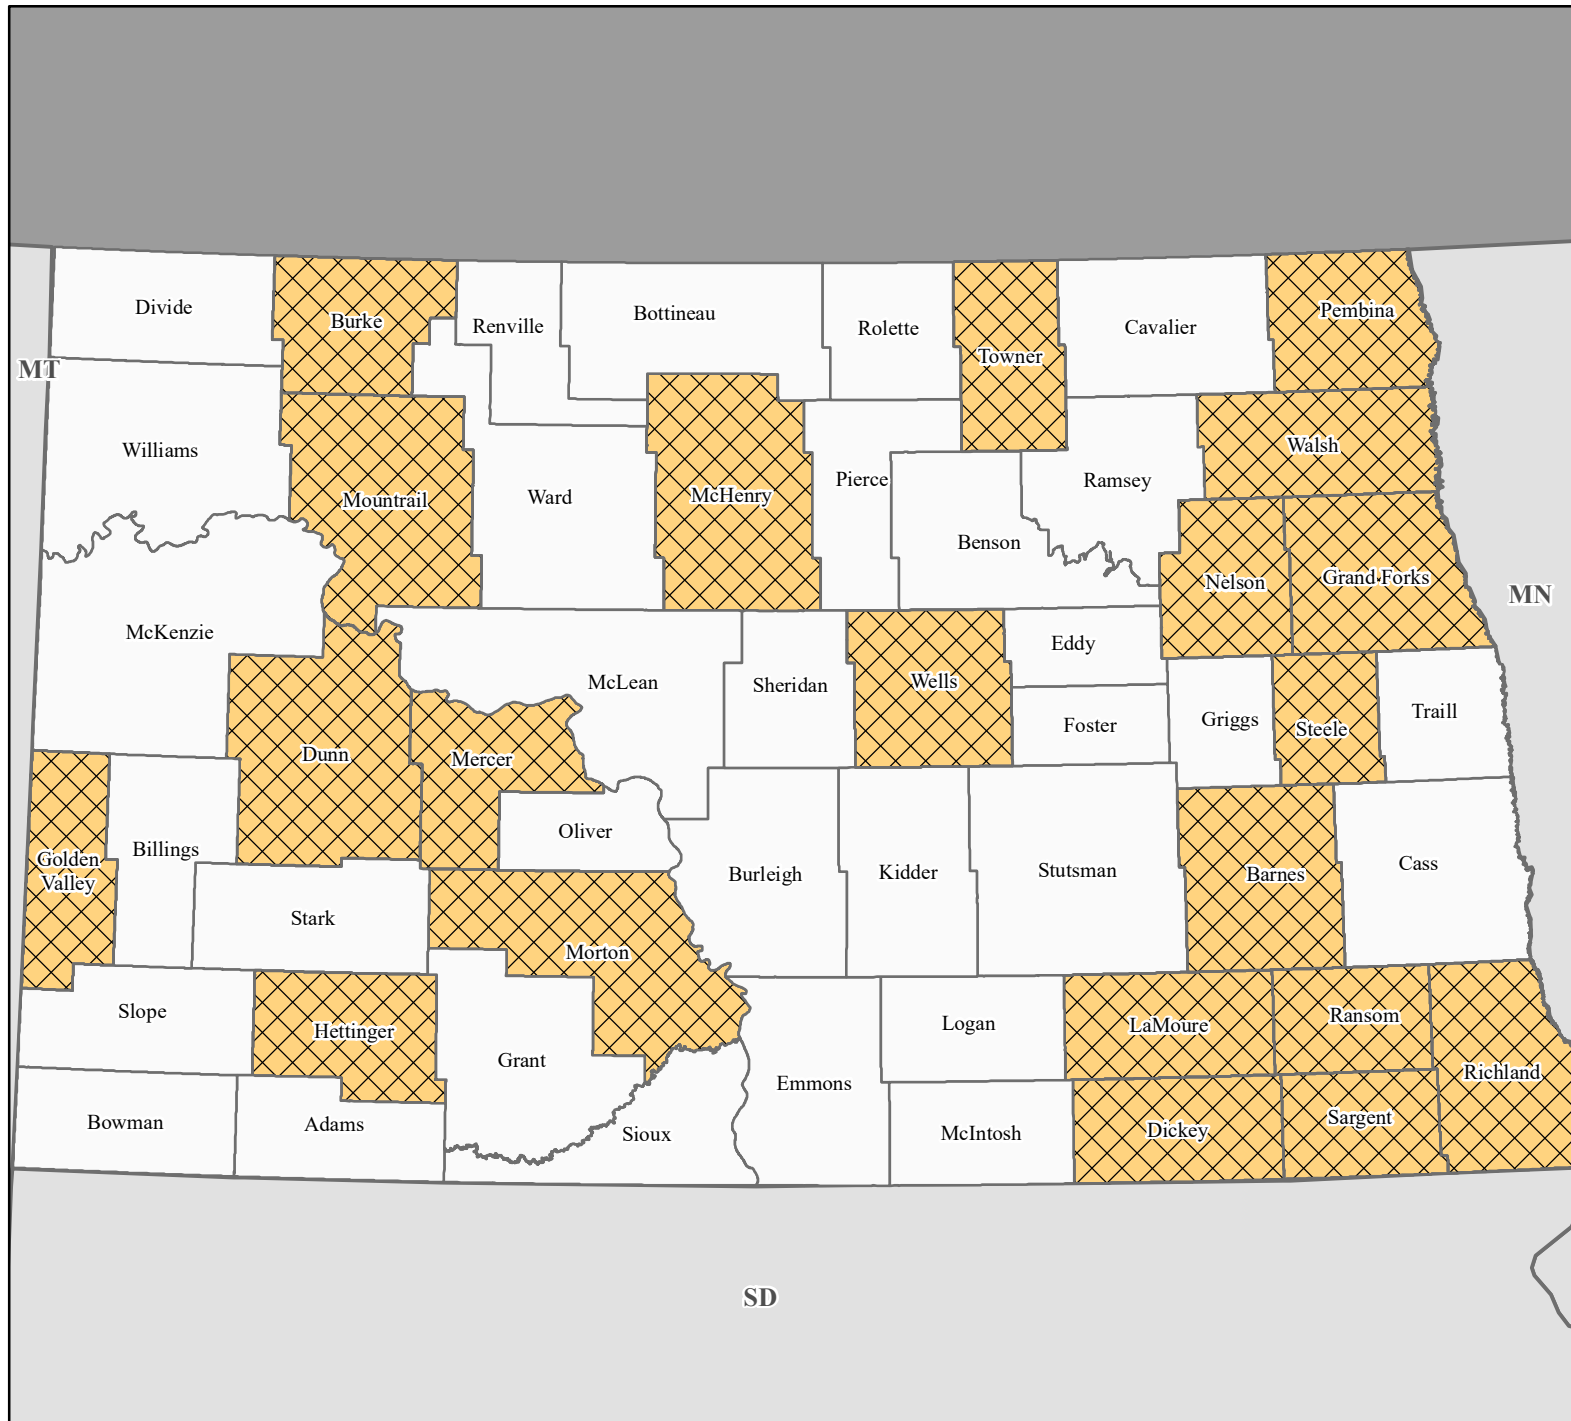 Divide
Burke
Renville
Bottineau
Rolette
Towner
Cavalier
Pembina
MT
Williams
Mountrail
Ward
McHenry
Pierce
Benson
Ramsey
Walsh
Nelson
Grand Forks
MN
McKenzie
McLean
Sheridan
Wells
Eddy
Foster
Griggs
Steele
Traill
Dunn
Mercer
Oliver
Golden
Valley
Billings
Stark
Morton
Burleigh
Kidder
Stutsman
Barnes
Cass
Slope
Hettinger
Grant
Emmons
Logan
LaMoure
Ransom
Richland
Bowman
Adams
Sioux
McIntosh
Dickey
Sargent
SD